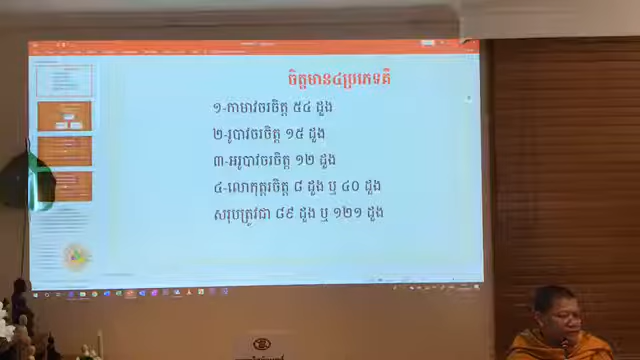 ចិត្តមាន៤ប្រភេទគឺ
១-កាមាវចរចិត្ត ៥៤ ដួង
២-រូបាវចរចិត្ត ១៥ ដួង
៣-អរូបាវចរចិត្ត ១២ ដួង
៤-លោកុត្តរចិត្ត ៨ ដួង ឬ ៤០ ដួង
សរុបត្រូវជា ៨៩ ដួង ឬ ១២១ ដួង